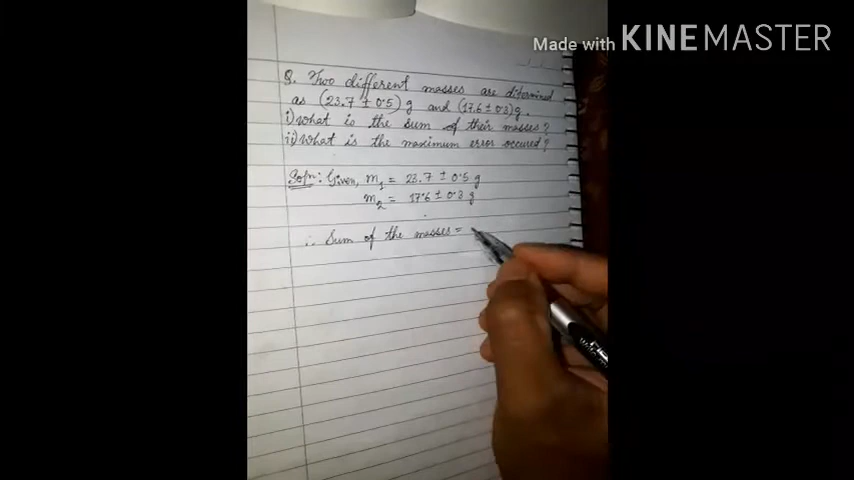 Made with KINEMASTER
Q. Two different masses are ditermined
as (23.7 ± 0.5) g and (17.6 ± 0.3) g.
i) What is the sum of their masses?
ii) What is the maximum error occured?
Soln: Given, m1 = 23.7 ± 0.5 g
m2 = 17.6 ± 0.3 g
∴ Sum of the masses =